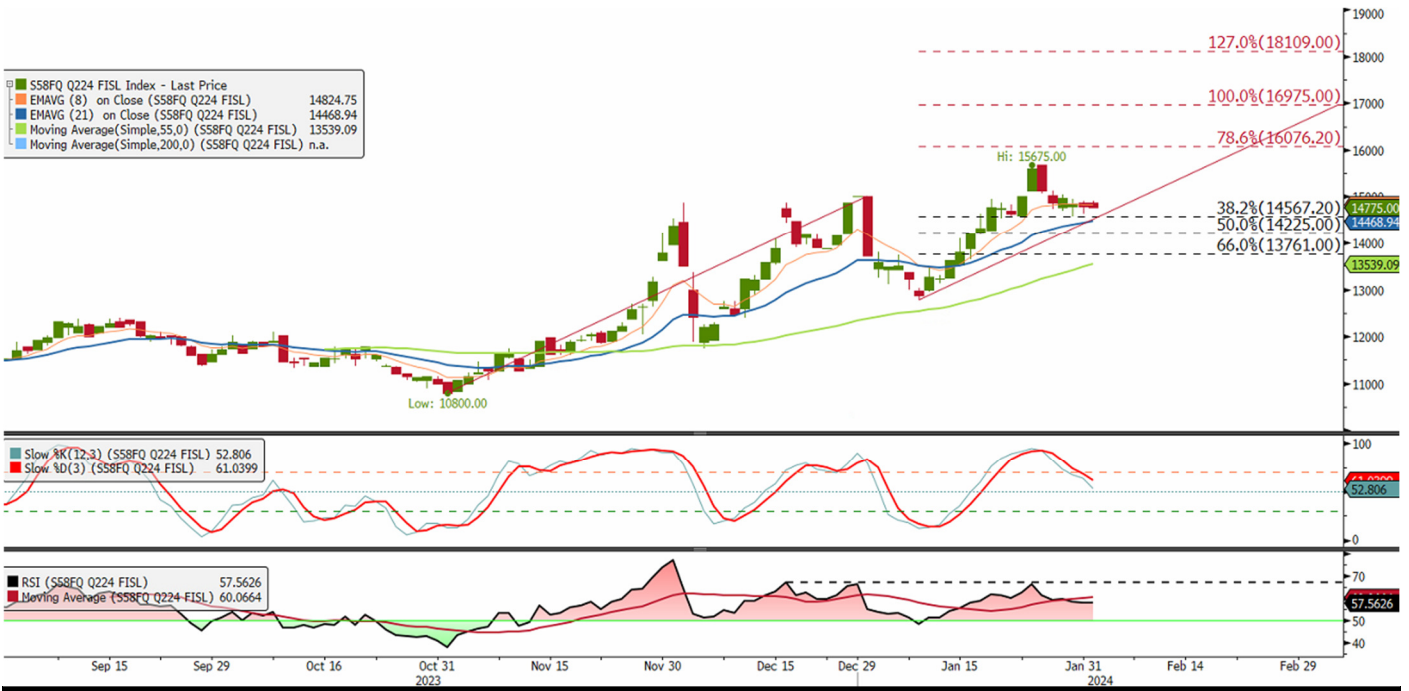 S58FQ Q224 FISL Index - Last Price
EMAVG (8) on Close (S58FQ Q224 FISL) 14824.75
EMAVG (21) on Close (S58FQ Q224 FISL) 14468.94
Moving Average(Simple,55,0) (S58FQ Q224 FISL) 13539.09
Moving Average(Simple,200,0) (S58FQ Q224 FISL) n.a.
127.0%(18109.00)
100.0%(16975.00)
78.6%(16076.20)
Hi: 15675.00
38.2%(14567.20)
50.0%(14225.00)
66.0%(13761.00)
Low: 10800.00
19000
18000
17000
16000
15000
14775.00
14468.94
14000
13539.09
13000
12000
11000
Slow %K(12,3) (S58FQ Q224 FISL) 52.806
Slow %D(3) (S58FQ Q224 FISL) 61.0399
100
61.0399
52.806
0
RSI (S58FQ Q224 FISL) 57.5626
Moving Average (S58FQ Q224 FISL) 60.0664
70
57.5626
50
40
Sep 15 Sep 29 Oct 16 Oct 31 Nov 15 Nov 30 Dec 15 Dec 29 Jan 15 Jan 31 Feb 14 Feb 29
2023 2024